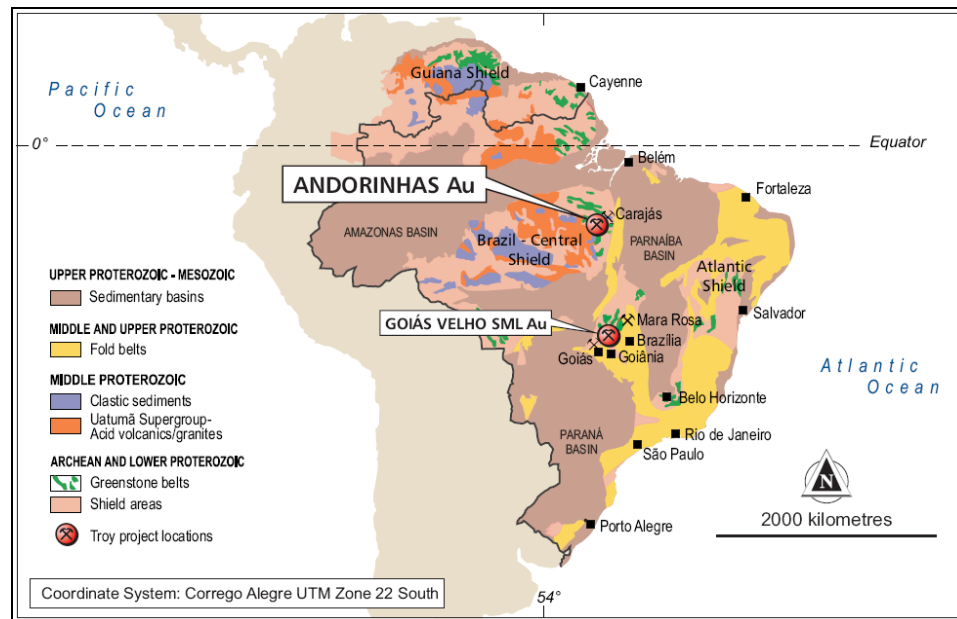 Guiana Shield
Cayenne
Pacific
Ocean
0°
Equator
Belém
ANDORINHAS Au
Fortaleza
Carajás
AMAZONAS BASIN
Brazil - Central
Shield
PARNAÍBA
BASIN
Atlantic
Shield
UPPER PROTEROZOIC - MESOZOIC
Sedimentary basins
Salvador
GOIÁS VELHO SML Au
Mara Rosa
MIDDLE AND UPPER PROTEROZOIC
Fold belts
Brazília
Goiás
Goiânia
Atlantic
Ocean
MIDDLE PROTEROZOIC
Clastic sediments
Uatumã Supergroup-
Acid volcanics/granites
Belo Horizonte
PARANÁ
BASIN
Rio de Janeiro
São Paulo
ARCHEAN AND LOWER PROTEROZOIC
Greenstone belts
Shield areas
N
Troy project locations
2000 kilometres
Porto Alegre
Coordinate System: Corrego Alegre UTM Zone 22 South
54°